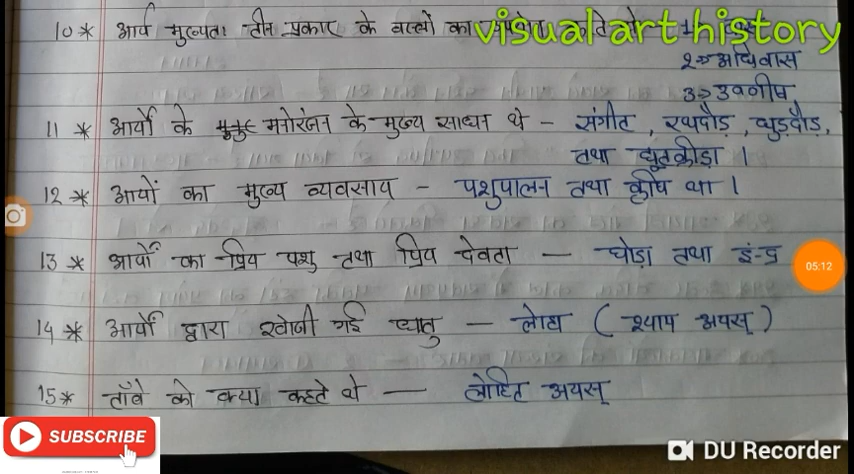 10* आर्य मुख्यतः तीन प्रकार के वस्त्रों का
visual art history
२⇒ अधिवास
3⇒ उष्णीष
11 * आर्यों के मनोरंजन के मुख्य साधन थे - संगीत, रथदौड़, घुड़दौड़,
तथा द्यूतक्रीड़ा ।
12 * आर्यों का मुख्य व्यवसाय - पशुपालन तथा कृषि था ।
13 * आर्यों का प्रिय पशु तथा प्रिय देवता — घोड़ा तथा इन्द्र
05:12
14 * आर्यों द्वारा खोजी गई धातु - लोहा ( श्याम अयस् )
15* ताँबे को क्या कहते थे — लोहित अयस्
SUBSCRIBE
DU Recorder